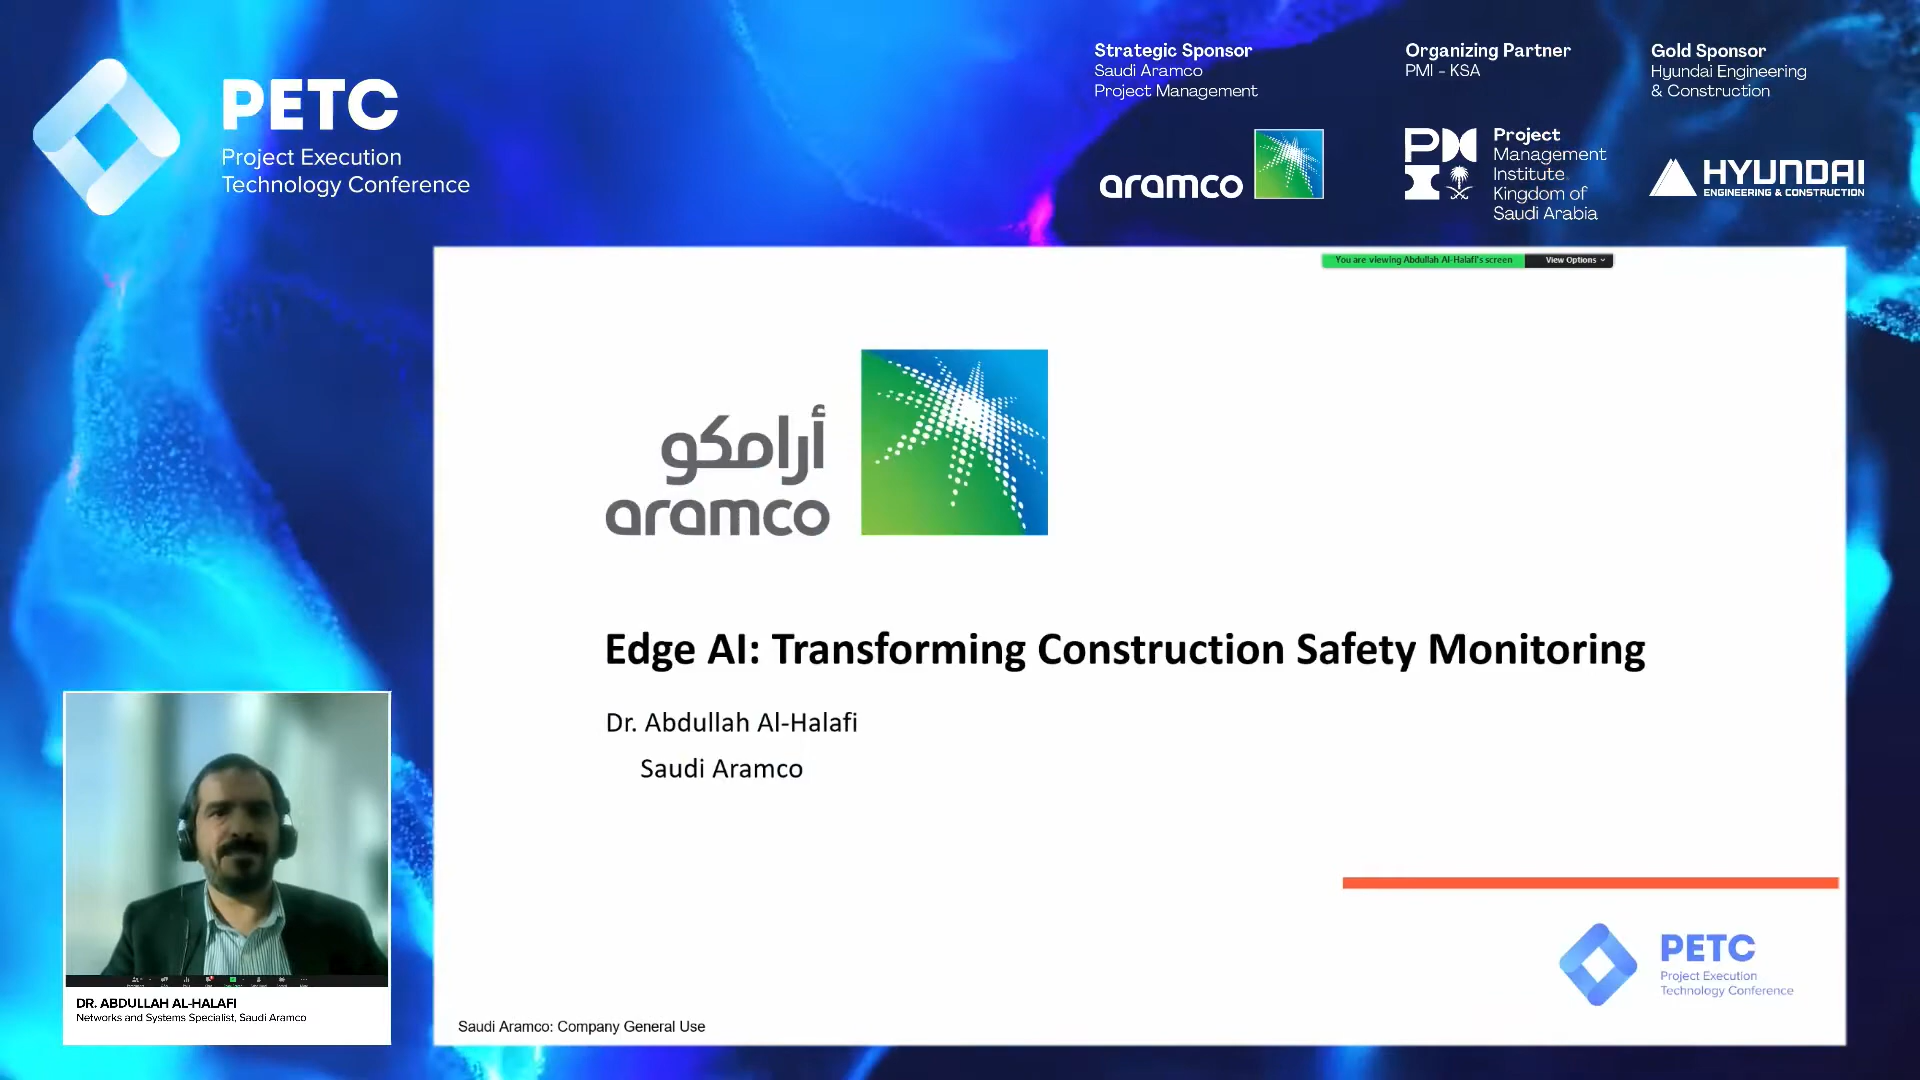 PETC
Project Execution
Technology Conference
Strategic Sponsor
Saudi Aramco
Project Management
aramco
Organizing Partner
PMI - KSA
PMI
Project
Management
Institute
Kingdom of
Saudi Arabia
Gold Sponsor
Hyundai Engineering
& Construction
HYUNDAI
ENGINEERING & CONSTRUCTION
You are viewing Abdullah Al-Halafi's screen
View Options
أرامكو
aramco
Edge AI: Transforming Construction Safety Monitoring
Dr. Abdullah Al-Halafi
Saudi Aramco
PETC
Project Execution
Technology Conference
Saudi Aramco: Company General Use
DR. ABDULLAH AL-HALAFI
Networks and Systems Specialist, Saudi Aramco